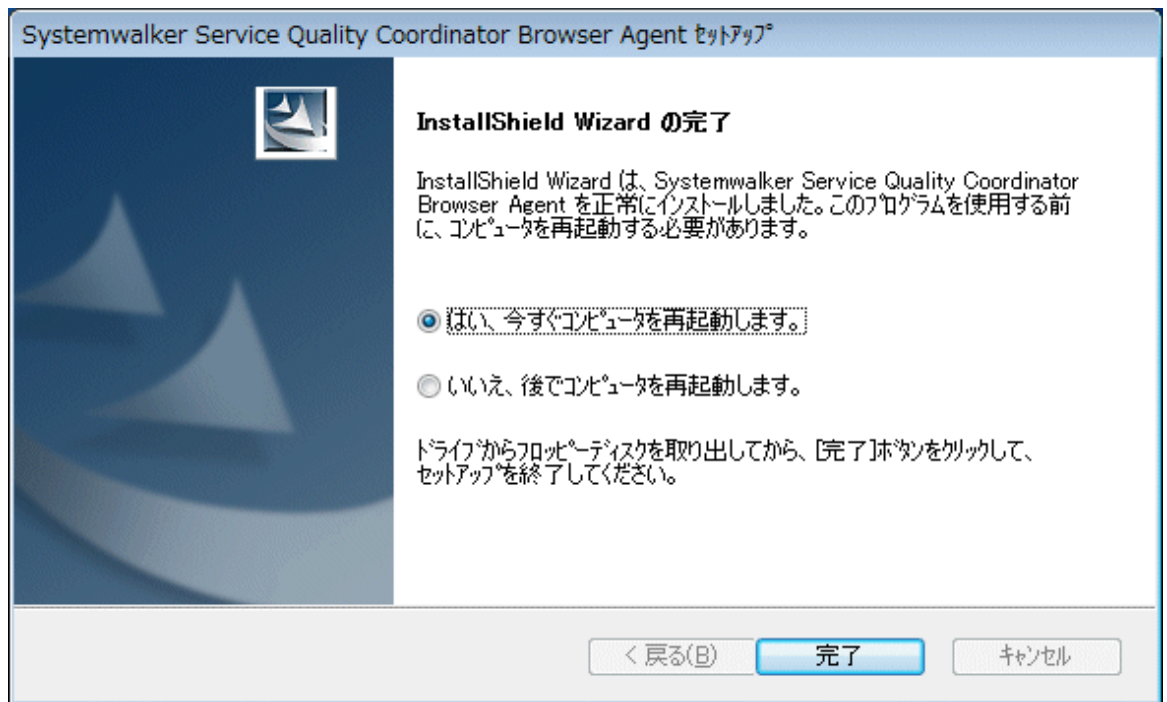 Systemwalker Service Quality Coordinator Browser Agent ｾｯﾄｱｯﾌﾟ
InstallShield Wizard の完了
InstallShield Wizard は、Systemwalker Service Quality Coordinator
Browser Agent を正常にインストールしました。このプログラムを使用する前
に、コンピュータを再起動する必要があります。
はい、今すぐコンピュータを再起動します。
いいえ、後でコンピュータを再起動します。
ドライブからフロッピーディスクを取り出してから、[完了]ボタンをクリックして、
セットアップを終了してください。
< 戻る(B)
完了
キャンセル